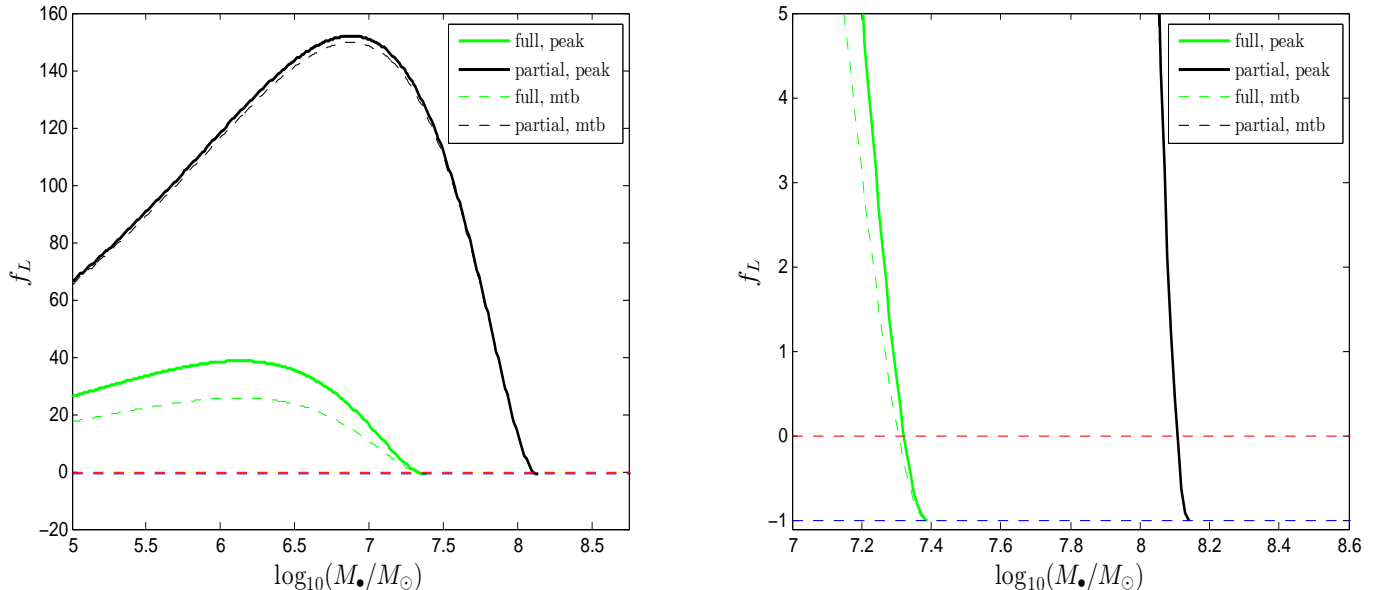 160
140
120
100
80
60
40
20
0
−20
f_L
5 5.5 6 6.5 7 7.5 8 8.5
log₁₀(M•/M⊙)
full, peak
partial, peak
full, mtb
partial, mtb
5
4
3
2
1
0
−1
f_L
7 7.2 7.4 7.6 7.8 8 8.2 8.4 8.6
log₁₀(M•/M⊙)
full, peak
partial, peak
full, mtb
partial, mtb